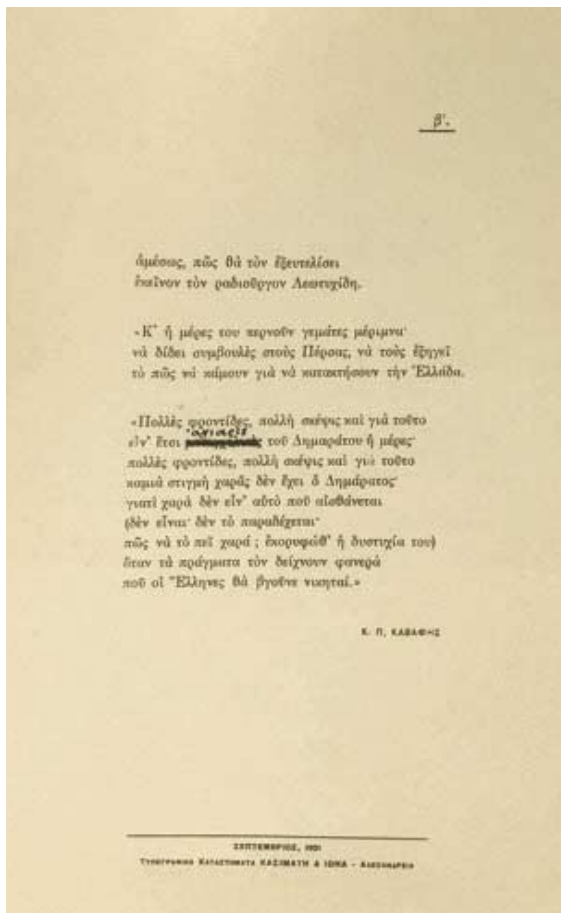 β'.
ἀμέσως, πῶς θὰ τὸν ἐξευτελίσει
ἐκεῖνον τὸν ραδιοῦργον Λεωτυχίδη.
«Κ' ἡ μέρες του περνοῦν γεμάτες μέριμνα·
νὰ δίδει συμβουλὲς στοὺς Πέρσας, νὰ τοὺς ἐξηγεῖ
τὸ πῶς νὰ κάμουν γιὰ νὰ κατακτήσουν τὴν Ἑλλάδα.
«Πολλὲς φροντίδες, πολλὴ σκέψις καὶ γιὰ τοῦτο
ἀνιαρὲς
εἶν' ἔτσι τοῦ Δημαράτου ἡ μέρες·
πολλὲς φροντίδες, πολλὴ σκέψις καὶ γιὰ τοῦτο
καμιὰ στιγμὴ χαρᾶς δὲν ἔχει ὁ Δημάρατος·
γιατὶ χαρὰ δὲν εἶν' αὐτὸ ποὺ αἰσθάνεται
(δὲν εἶναι· δὲν τὸ παραδέχεται·
πῶς νὰ τὸ πεῖ χαρά ; ἐκορυφώθ' ἡ δυστυχία του)
ὅταν τὰ πράγματα τὸν δείχνουν φανερὰ
ποὺ οἱ Ἕλληνες θὰ βγοῦνε νικηταί.»
Κ. Π. ΚΑΒΑΦΗΣ
ΣΕΠΤΕΜΒΡΙΟΣ, 1921
ΤΥΠΟΓΡΑΦΙΚΑ ΚΑΤΑΣΤΗΜΑΤΑ ΚΑΣΙΜΑΤΗ & ΙΩΝΑ - ΑΛΕΞΑΝΔΡΕΙΑ